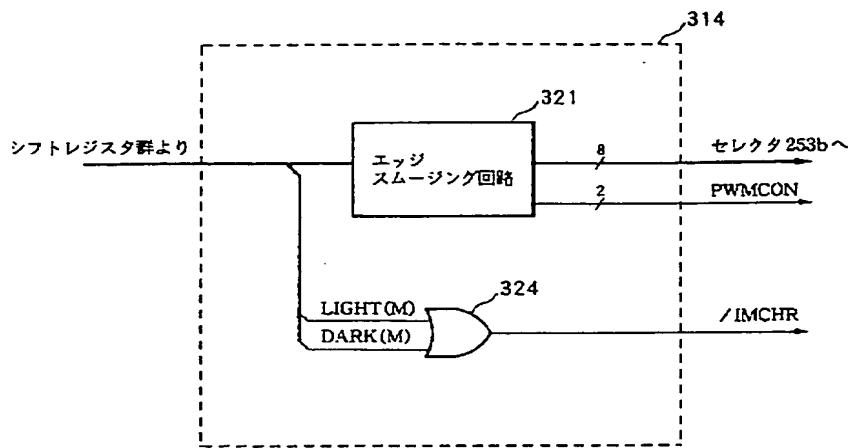 314
321
シフトレジスタ群より
エッジ
スムージング回路
8
セレクタ253bへ
2
PWMCON
324
LIGHT(M)
DARK(M)
/IMCHR